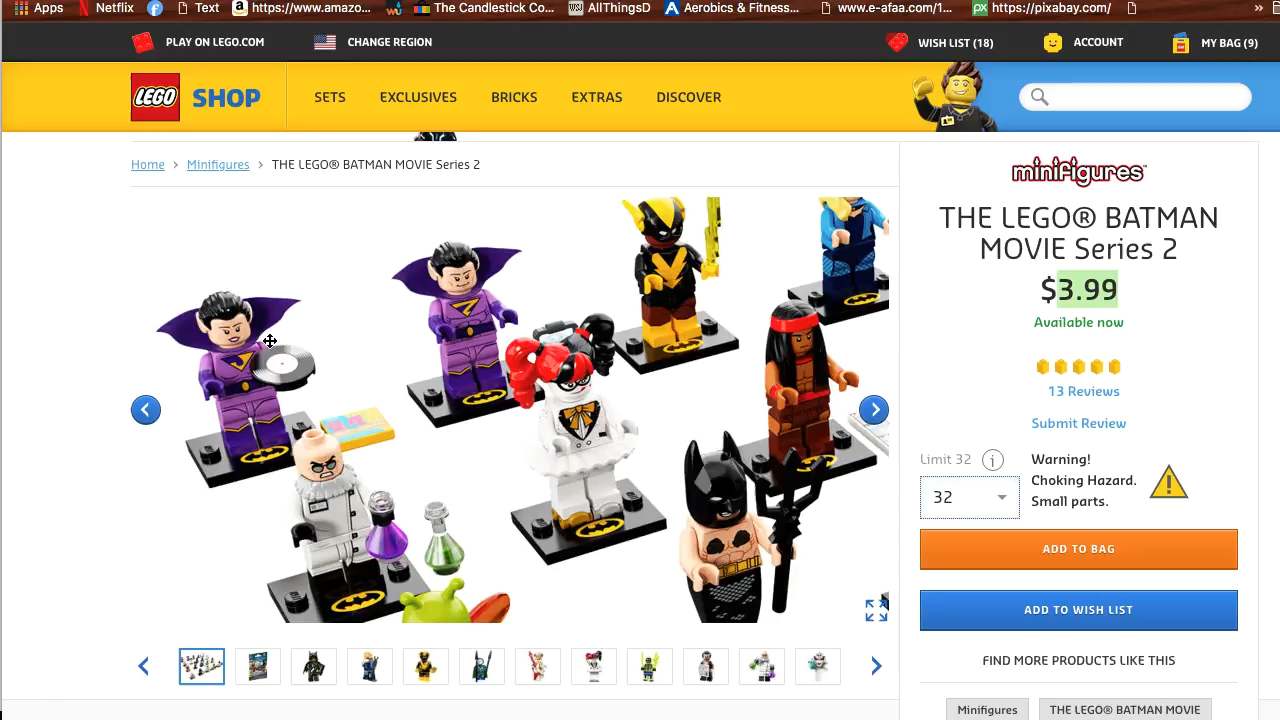 Apps Netflix Text https://www.amazo... The Candlestick Co... WSJ AllThingsD Aerobics & Fitness... www.e-afaa.com/1... px https://pixabay.com/ »
PLAY ON LEGO.COM CHANGE REGION WISH LIST (18) ACCOUNT MY BAG (9)
LEGO SHOP SETS EXCLUSIVES BRICKS EXTRAS DISCOVER
Home > Minifigures > THE LEGO® BATMAN MOVIE Series 2
minifigures™
THE LEGO® BATMAN
MOVIE Series 2
$3.99
Available now
13 Reviews
Submit Review
Limit 32 i
32
Warning!
Choking Hazard.
Small parts.
ADD TO BAG
ADD TO WISH LIST
FIND MORE PRODUCTS LIKE THIS
Minifigures THE LEGO® BATMAN MOVIE